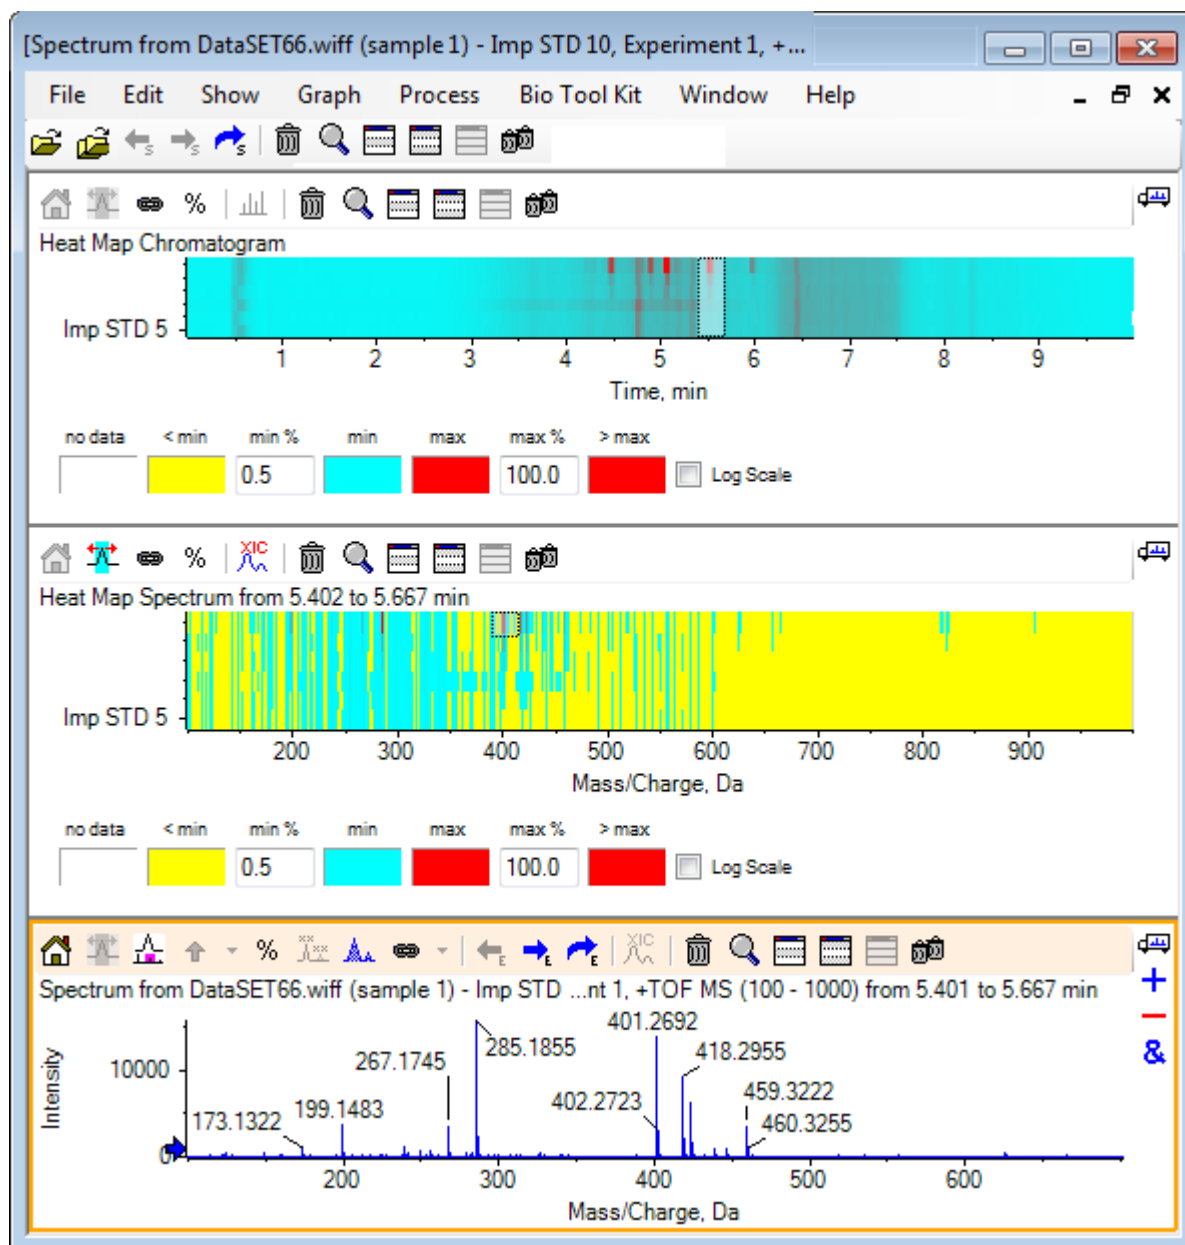 [Spectrum from DataSET66.wiff (sample 1) - Imp STD 10, Experiment 1, +...
File Edit Show Graph Process Bio Tool Kit Window Help
S S S
%
Heat Map Chromatogram
Imp STD 5
1 2 3 4 5 6 7 8 9
Time, min
no data < min min % min max max % > max
0.5 100.0 Log Scale
% XIC
Heat Map Spectrum from 5.402 to 5.667 min
Imp STD 5
200 300 400 500 600 700 800 900
Mass/Charge, Da
no data < min min % min max max % > max
0.5 100.0 Log Scale
% xx xx E E E XIC
Spectrum from DataSET66.wiff (sample 1) - Imp STD ...nt 1, +TOF MS (100 - 1000) from 5.401 to 5.667 min
401.2692
285.1855
418.2955
267.1745
10000
459.3222
402.2723
199.1483
173.1322
460.3255
Intensity
0
200 300 400 500 600
Mass/Charge, Da
&